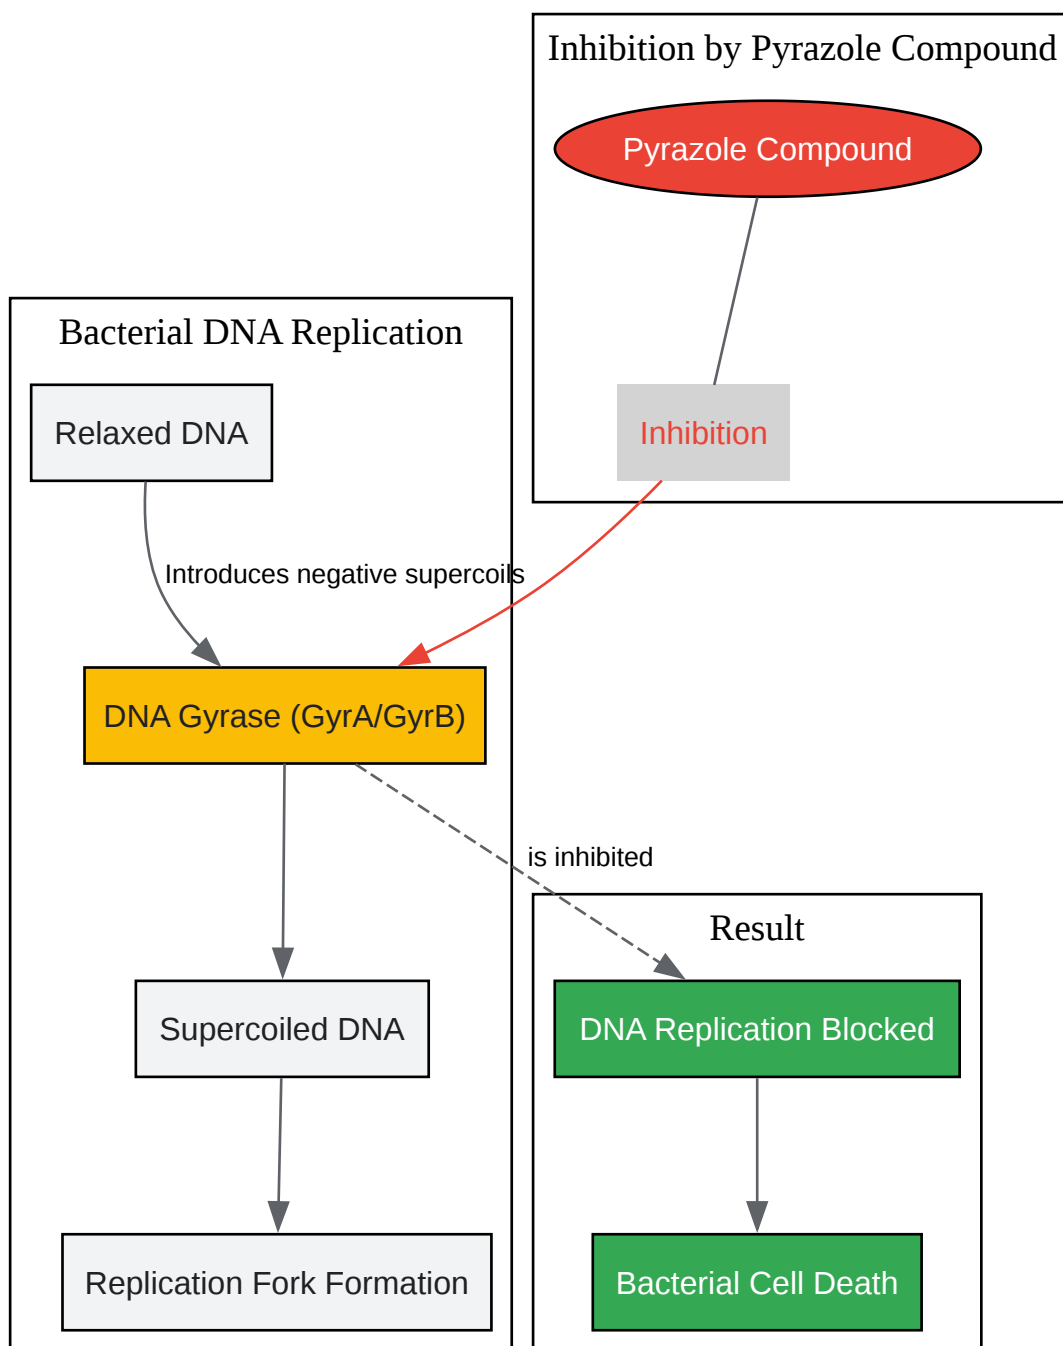 Inhibition by Pyrazole Compound
Pyrazole Compound
Inhibition
Bacterial DNA Replication
Relaxed DNA
Introduces negative supercoils
DNA Gyrase (GyrA/GyrB)
is inhibited
Supercoiled DNA
Replication Fork Formation
Result
DNA Replication Blocked
Bacterial Cell Death